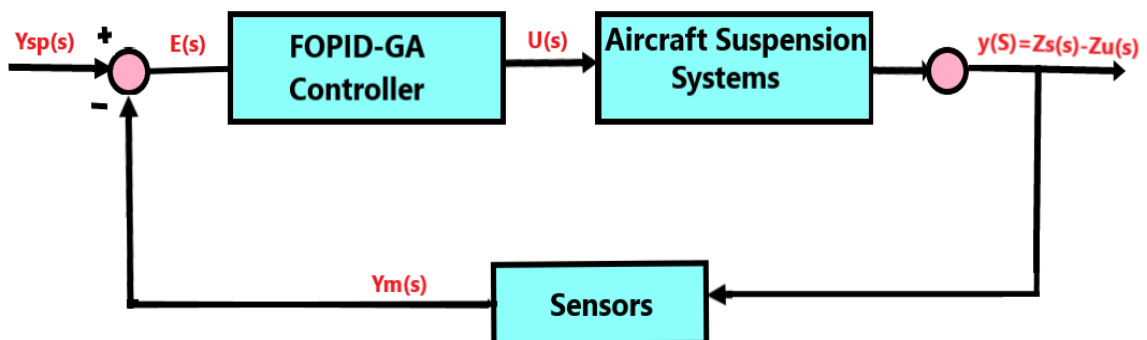 Ysp(s)
+
−
E(s)
FOPID-GA
Controller
U(s)
Aircraft Suspension
Systems
y(S)=Zs(s)-Zu(s)
Ym(s)
Sensors